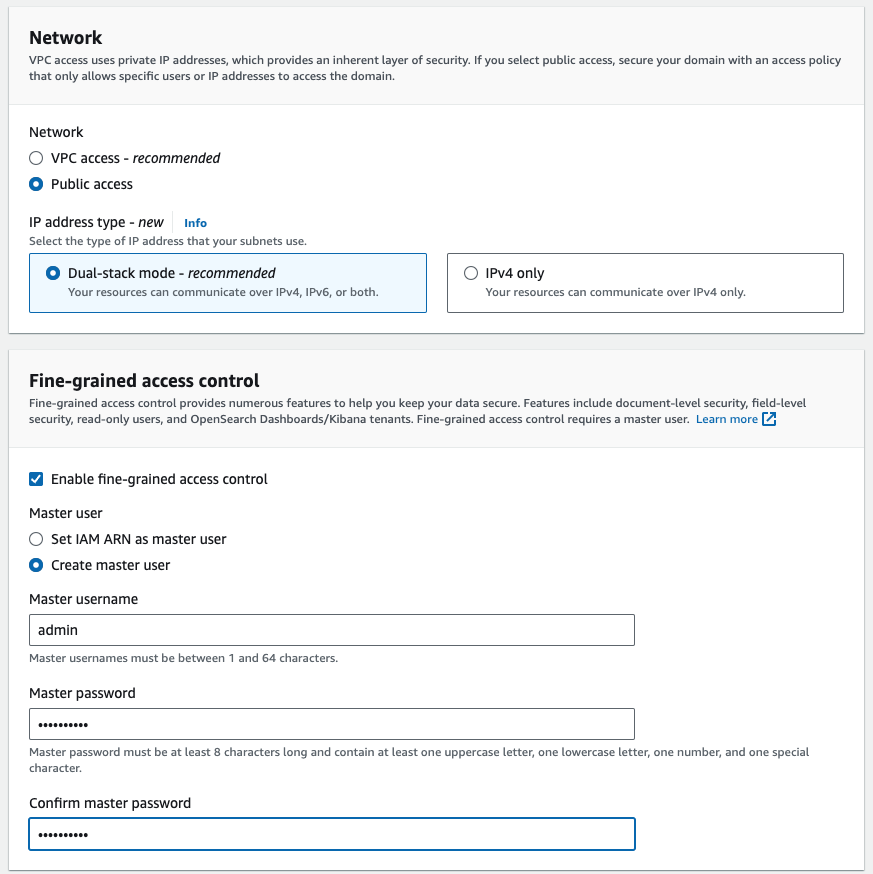 Network
VPC access uses private IP addresses, which provides an inherent layer of security. If you select public access, secure your domain with an access policy
that only allows specific users or IP addresses to access the domain.
Network
VPC access - recommended
Public access
IP address type - new Info
Select the type of IP address that your subnets use.
Dual-stack mode - recommended
Your resources can communicate over IPv4, IPv6, or both.
IPv4 only
Your resources can communicate over IPv4 only.
Fine-grained access control
Fine-grained access control provides numerous features to help you keep your data secure. Features include document-level security, field-level
security, read-only users, and OpenSearch Dashboards/Kibana tenants. Fine-grained access control requires a master user. Learn more
Enable fine-grained access control
Master user
Set IAM ARN as master user
Create master user
Master username
admin
Master usernames must be between 1 and 64 characters.
Master password
••••••••••
Master password must be at least 8 characters long and contain at least one uppercase letter, one lowercase letter, one number, and one special
character.
Confirm master password
••••••••••